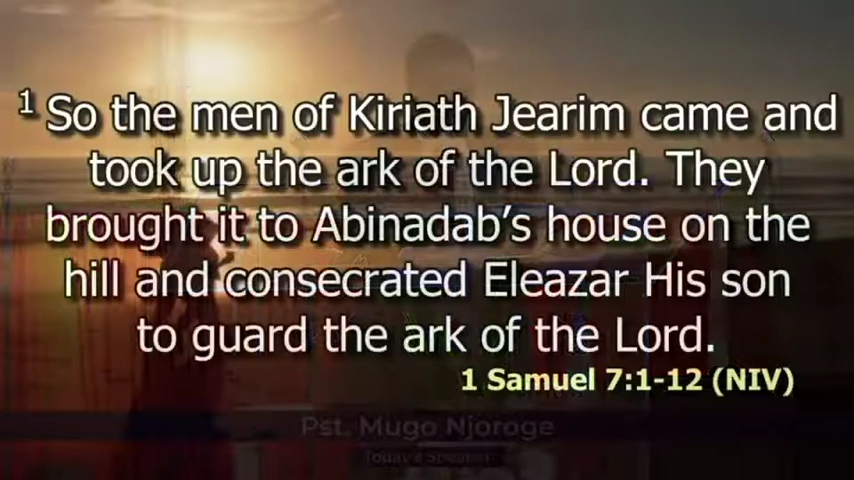 1 So the men of Kiriath Jearim came and
took up the ark of the Lord. They
brought it to Abinadab’s house on the
hill and consecrated Eleazar His son
to guard the ark of the Lord.
1 Samuel 7:1-12 (NIV)
Pst. Mugo Njoroge
Today's Speaker